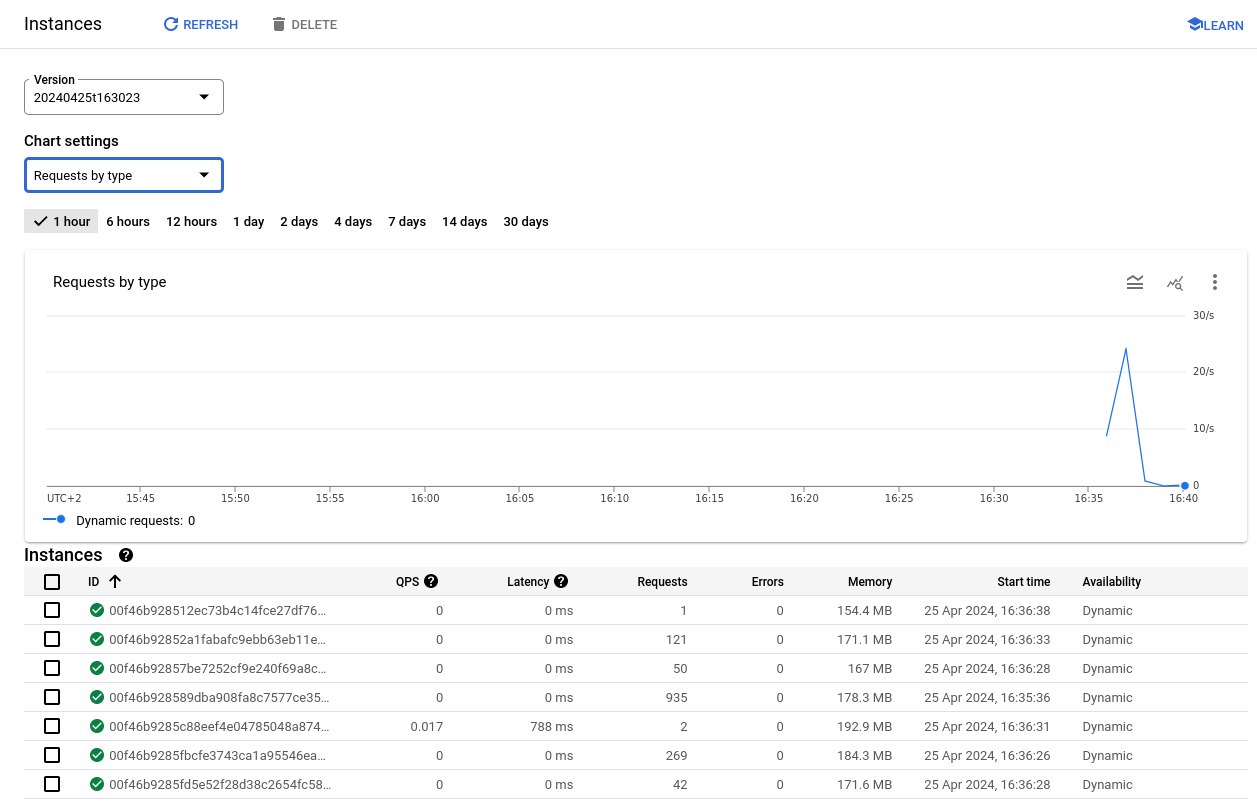 Instances REFRESH DELETE LEARN
Version
20240425t163023
Chart settings
Requests by type
1 hour 6 hours 12 hours 1 day 2 days 4 days 7 days 14 days 30 days
Requests by type
30/s
20/s
10/s
0
UTC+2 15:45 15:50 15:55 16:00 16:05 16:10 16:15 16:20 16:25 16:30 16:35 16:40
Dynamic requests: 0
Instances ?
ID QPS ? Latency ? Requests Errors Memory Start time Availability
00f46b928512ec73b4c14fce27df76… 0 0 ms 1 0 154.4 MB 25 Apr 2024, 16:36:38 Dynamic
00f46b92852a1fabafc9ebb63eb11e… 0 0 ms 121 0 171.1 MB 25 Apr 2024, 16:36:33 Dynamic
00f46b92857be7252cf9e240f69a8c… 0 0 ms 50 0 167 MB 25 Apr 2024, 16:36:28 Dynamic
00f46b928589dba908fa8c7577ce35… 0 0 ms 935 0 178.3 MB 25 Apr 2024, 16:35:36 Dynamic
00f46b9285c88eef4e04785048a874… 0.017 788 ms 2 0 192.9 MB 25 Apr 2024, 16:36:31 Dynamic
00f46b9285fbcfe3743ca1a95546ea… 0 0 ms 269 0 184.3 MB 25 Apr 2024, 16:36:26 Dynamic
00f46b9285fd5e52f28d38c2654fc58… 0 0 ms 42 0 171.6 MB 25 Apr 2024, 16:36:28 Dynamic